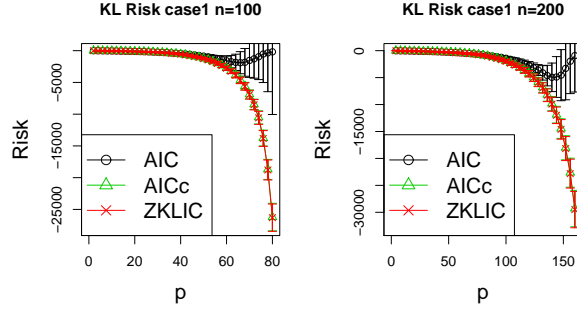 KL Risk case1 n=100
Risk
-5000
-15000
-25000
AIC
AICc
ZKLIC
0 20 40 60 80
p
KL Risk case1 n=200
Risk
0
-15000
-30000
AIC
AICc
ZKLIC
0 50 100 150
p